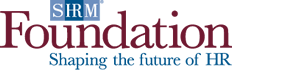 SHRM®
Foundation
Shaping the future of HR